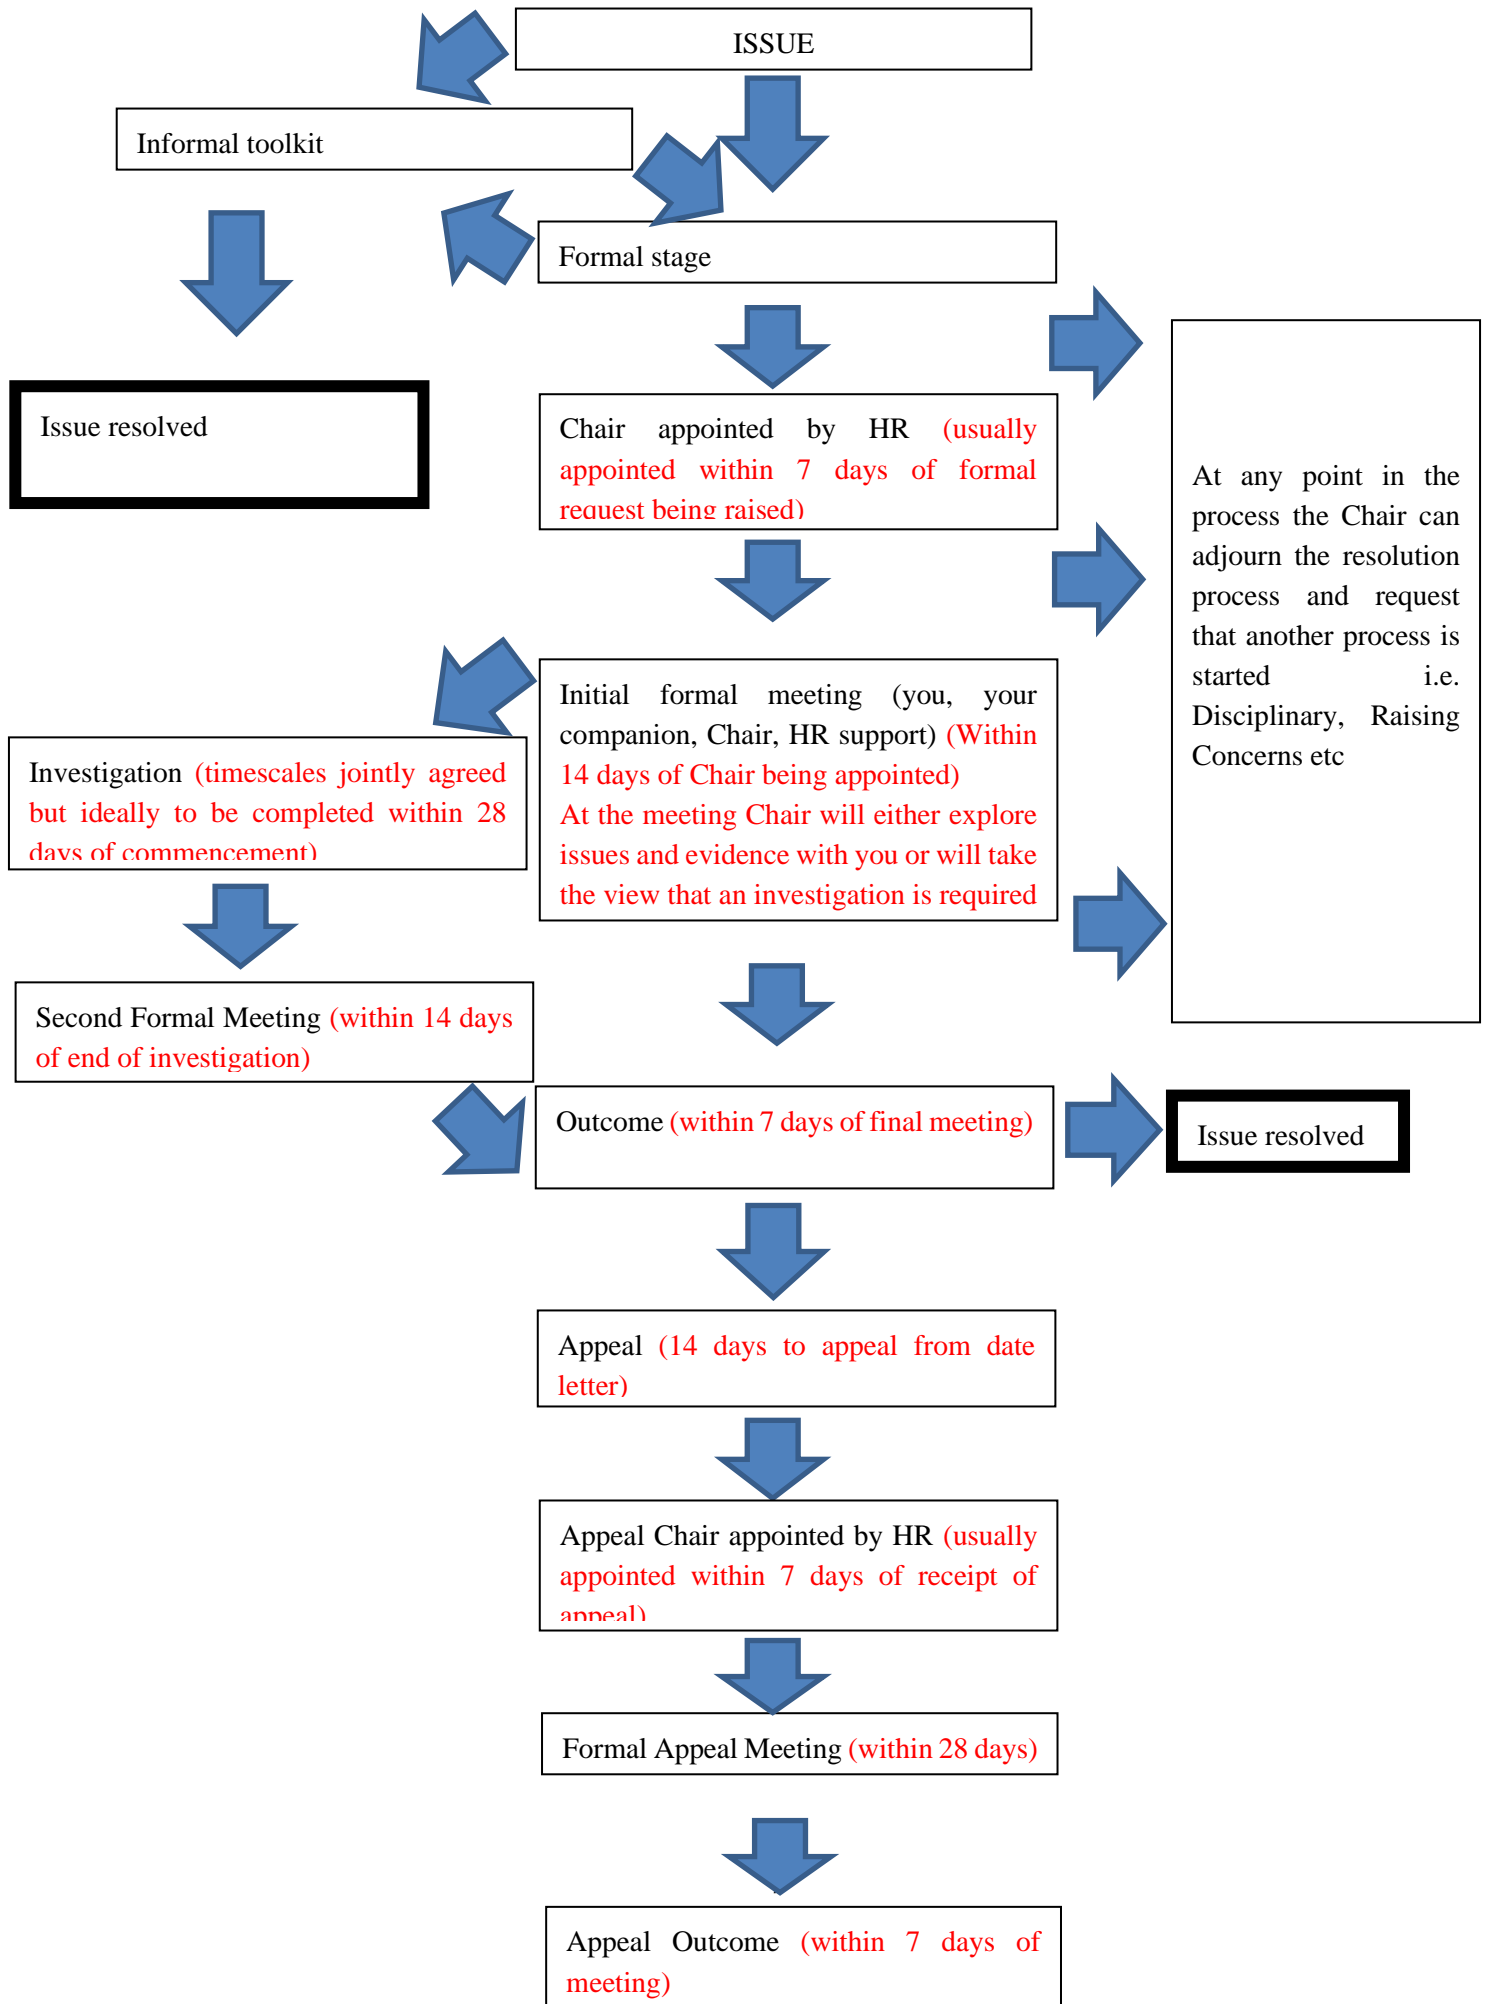 ISSUE
Informal toolkit
Formal stage
Issue resolved
Chair appointed by HR (usually
appointed within 7 days of formal
request being raised)
At any point in the
process the Chair can
adjourn the resolution
process and request
that another process is
started i.e.
Disciplinary, Raising
Concerns etc
Initial formal meeting (you, your
companion, Chair, HR support) (Within
14 days of Chair being appointed)
At the meeting Chair will either explore
issues and evidence with you or will take
the view that an investigation is required
Investigation (timescales jointly agreed
but ideally to be completed within 28
days of commencement)
Second Formal Meeting (within 14 days
of end of investigation)
Outcome (within 7 days of final meeting)
Issue resolved
Appeal (14 days to appeal from date
letter)
Appeal Chair appointed by HR (usually
appointed within 7 days of receipt of
appeal)
Formal Appeal Meeting (within 28 days)
Appeal Outcome (within 7 days of
meeting)